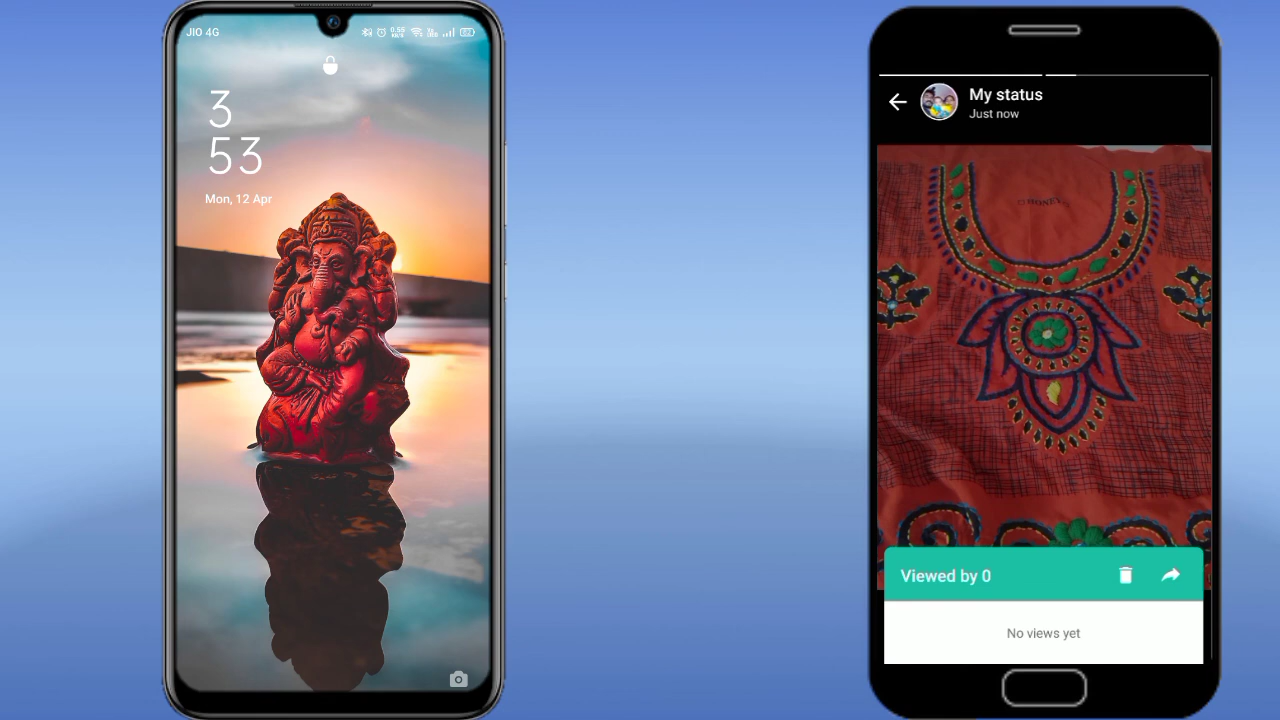 JIO 4G
3
53
Mon, 12 Apr
My status
Just now
Viewed by 0
No views yet